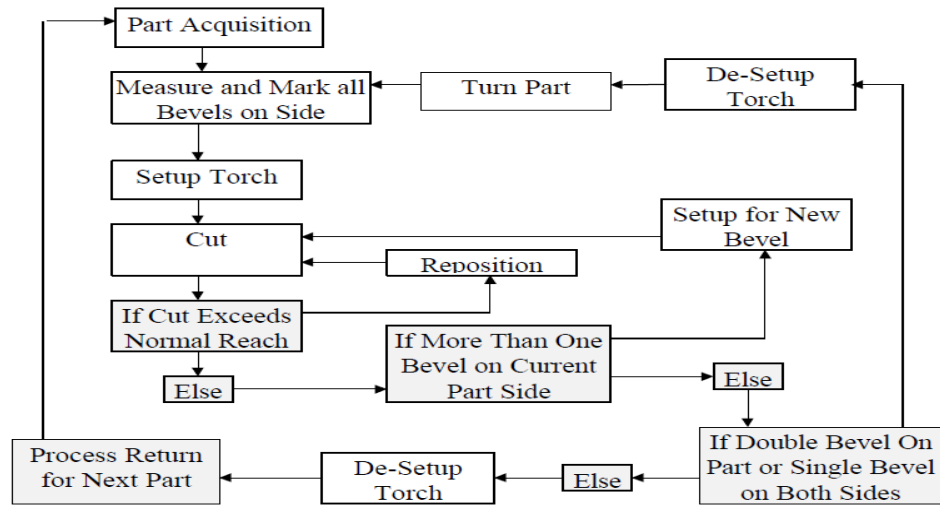 Part Acquisition
Measure and Mark all
Bevels on Side
Turn Part
De-Setup
Torch
Setup Torch
Cut
Setup for New
Bevel
Reposition
If Cut Exceeds
Normal Reach
If More Than One
Bevel on Current
Part Side
Else
Else
Process Return
for Next Part
De-Setup
Torch
Else
If Double Bevel On
Part or Single Bevel
on Both Sides